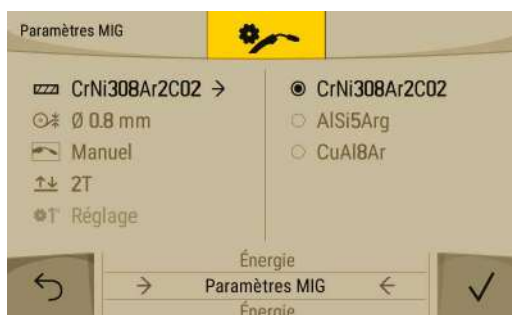 Paramètres MIG
CrNi308Ar2C02
Ø 0.8 mm
Manuel
2T
Réglage
CrNi308Ar2C02
AlSi5Arg
CuAl8Ar
Énergie
Paramètres MIG
Énergie